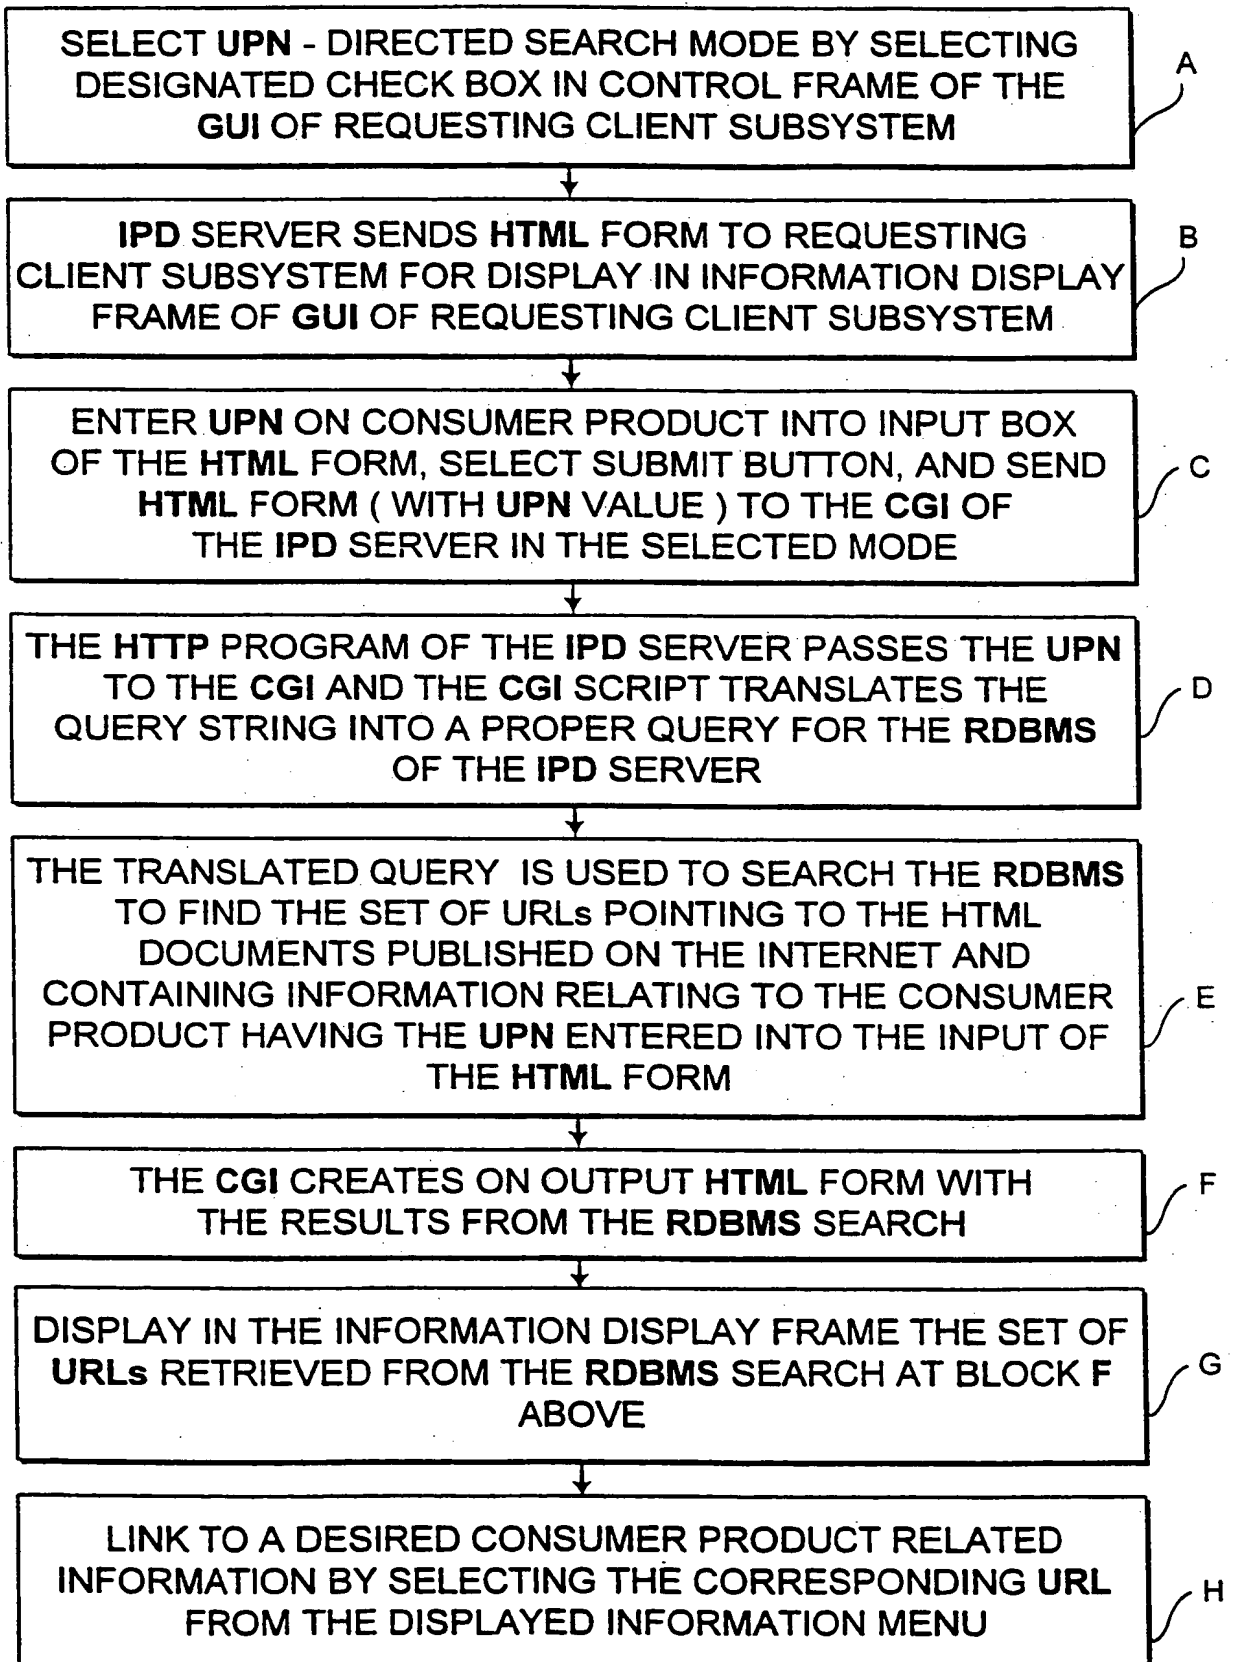 SELECT UPN - DIRECTED SEARCH MODE BY SELECTING
DESIGNATED CHECK BOX IN CONTROL FRAME OF THE
GUI OF REQUESTING CLIENT SUBSYSTEM
A
IPD SERVER SENDS HTML FORM TO REQUESTING
CLIENT SUBSYSTEM FOR DISPLAY IN INFORMATION DISPLAY
FRAME OF GUI OF REQUESTING CLIENT SUBSYSTEM
B
ENTER UPN ON CONSUMER PRODUCT INTO INPUT BOX
OF THE HTML FORM, SELECT SUBMIT BUTTON, AND SEND
HTML FORM ( WITH UPN VALUE ) TO THE CGI OF
THE IPD SERVER IN THE SELECTED MODE
C
THE HTTP PROGRAM OF THE IPD SERVER PASSES THE UPN
TO THE CGI AND THE CGI SCRIPT TRANSLATES THE
QUERY STRING INTO A PROPER QUERY FOR THE RDBMS
OF THE IPD SERVER
D
THE TRANSLATED QUERY IS USED TO SEARCH THE RDBMS
TO FIND THE SET OF URLs POINTING TO THE HTML
DOCUMENTS PUBLISHED ON THE INTERNET AND
CONTAINING INFORMATION RELATING TO THE CONSUMER
PRODUCT HAVING THE UPN ENTERED INTO THE INPUT OF
THE HTML FORM
E
THE CGI CREATES ON OUTPUT HTML FORM WITH
THE RESULTS FROM THE RDBMS SEARCH
F
DISPLAY IN THE INFORMATION DISPLAY FRAME THE SET OF
URLs RETRIEVED FROM THE RDBMS SEARCH AT BLOCK F
ABOVE
G
LINK TO A DESIRED CONSUMER PRODUCT RELATED
INFORMATION BY SELECTING THE CORRESPONDING URL
FROM THE DISPLAYED INFORMATION MENU
H